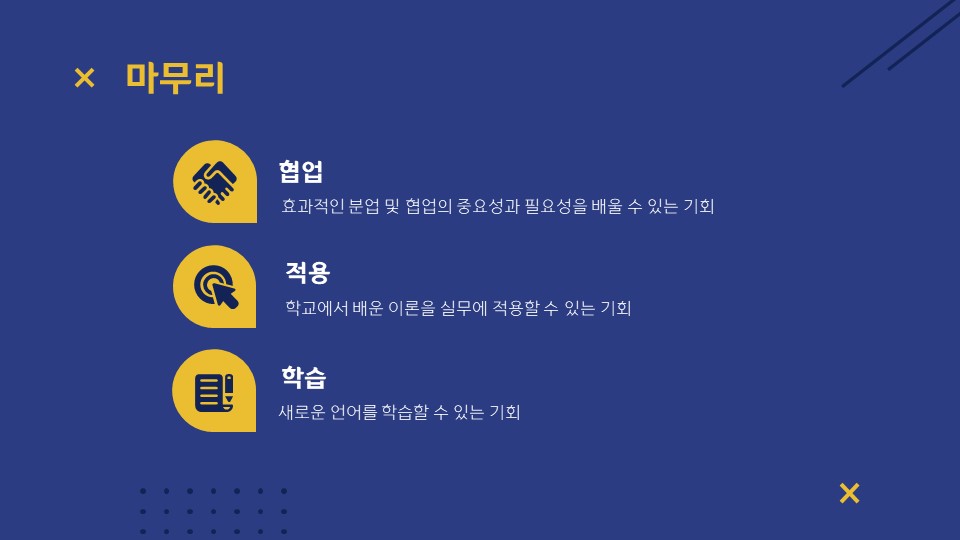 마무리
협업
효과적인 분업 및 협업의 중요성과 필요성을 배울 수 있는 기회
적용
학교에서 배운 이론을 실무에 적용할 수 있는 기회
학습
새로운 언어를 학습할 수 있는 기회